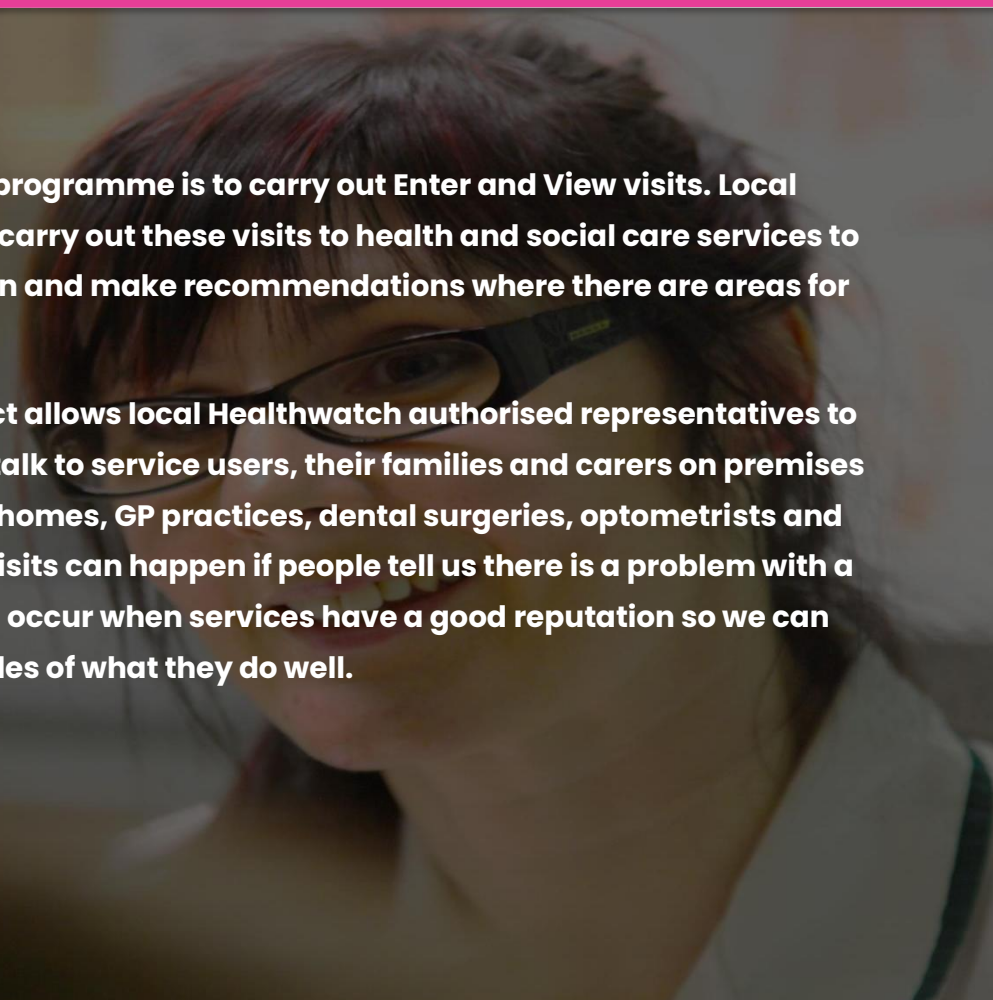 programme is to carry out Enter and View visits. Local
carry out these visits to health and social care services to
n and make recommendations where there are areas for
ct allows local Healthwatch authorised representatives to
talk to service users, their families and carers on premises
homes, GP practices, dental surgeries, optometrists and
isits can happen if people tell us there is a problem with a
occur when services have a good reputation so we can
les of what they do well.